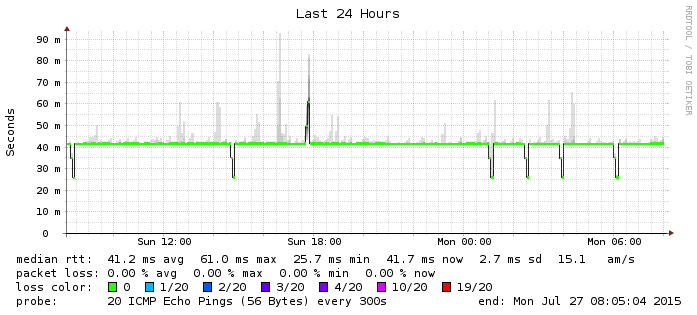 Last 24 Hours
RRDTOOL / TOBI OETIKER
Seconds
90 m
80 m
70 m
60 m
50 m
40 m
30 m
20 m
10 m
0
Sun 12:00 Sun 18:00 Mon 00:00 Mon 06:00
median rtt: 41.2 ms avg 61.0 ms max 25.7 ms min 41.7 ms now 2.7 ms sd 15.1 am/s
packet loss: 0.00 % avg 0.00 % max 0.00 % min 0.00 % now
loss color: 0 1/20 2/20 3/20 4/20 10/20 19/20
probe: 20 ICMP Echo Pings (56 Bytes) every 300s end: Mon Jul 27 08:05:04 2015